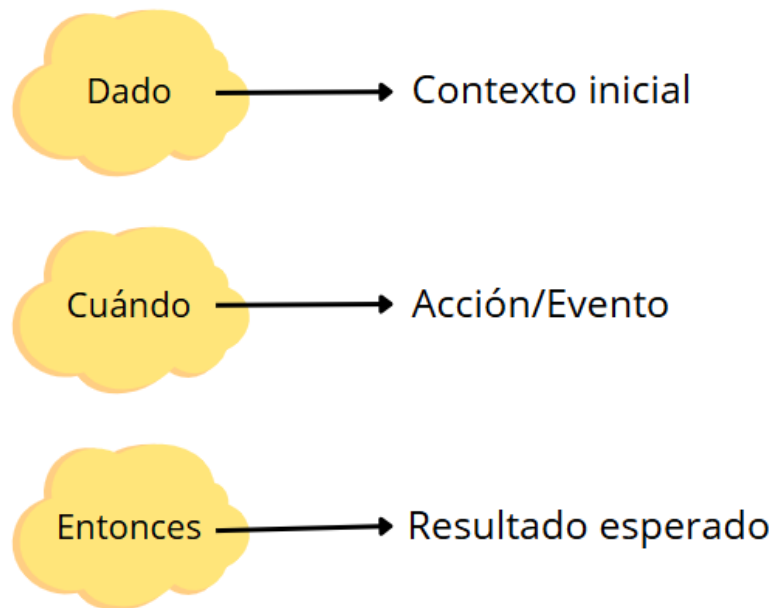 Dado Contexto inicial
Cuándo Acción/Evento
Entonces Resultado esperado